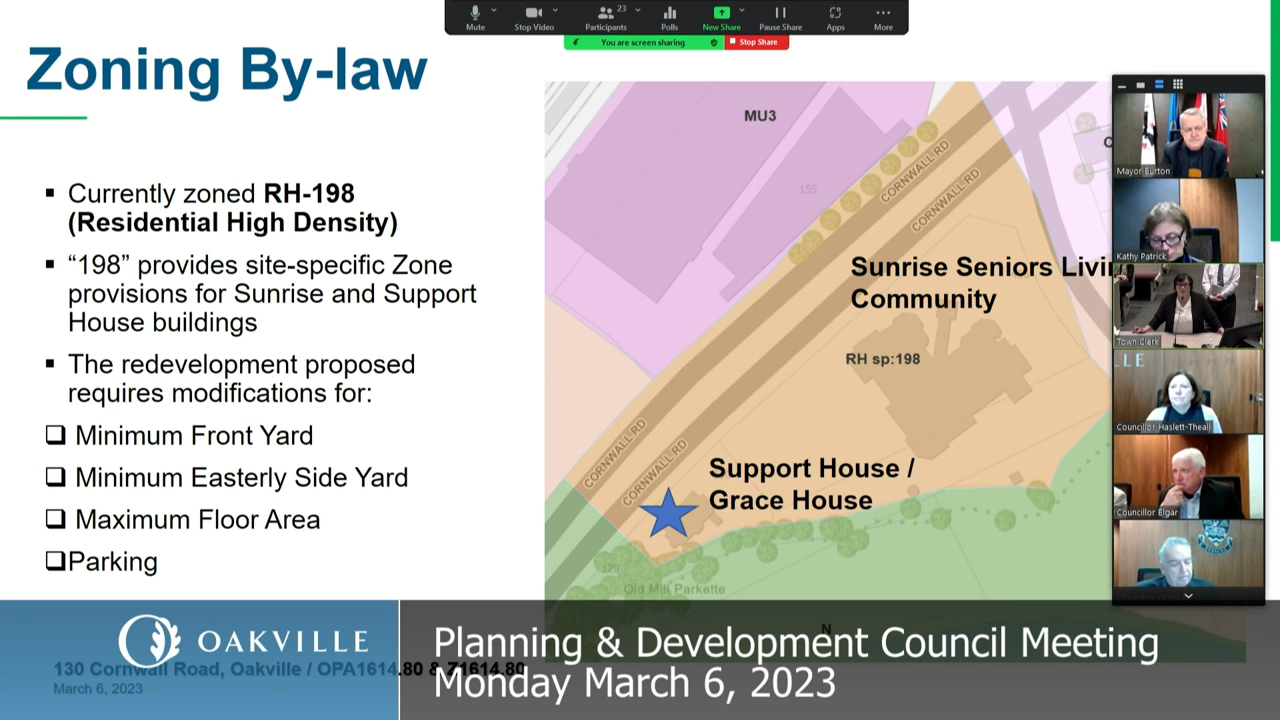 Mute
Stop Video
23
Participants
Polls
New Share
Pause Share
Apps
More
You are screen sharing
Stop Share
Zoning By-law
▪ Currently zoned RH-198
(Residential High Density)
▪ “198” provides site-specific Zone
provisions for Sunrise and Support
House buildings
▪ The redevelopment proposed
requires modifications for:
❑ Minimum Front Yard
❑ Minimum Easterly Side Yard
❑ Maximum Floor Area
❑Parking
MU3
155
CORNWALL RD
CORNWALL RD
Sunrise Seniors Livi
Community
RH sp:198
CORNWALL RD
CORNWALL RD
Support House /
Grace House
Old Mill Parkette
N
Mayor Burton
Kathy Patrick
Town Clerk
LLE
Councillor Haslett-Theall
Councillor Elgar
OAKVILLE
130 Cornwall Road, Oakville / OPA1614.80 & Z1614.80
March 6, 2023
Planning & Development Council Meeting
Monday March 6, 2023